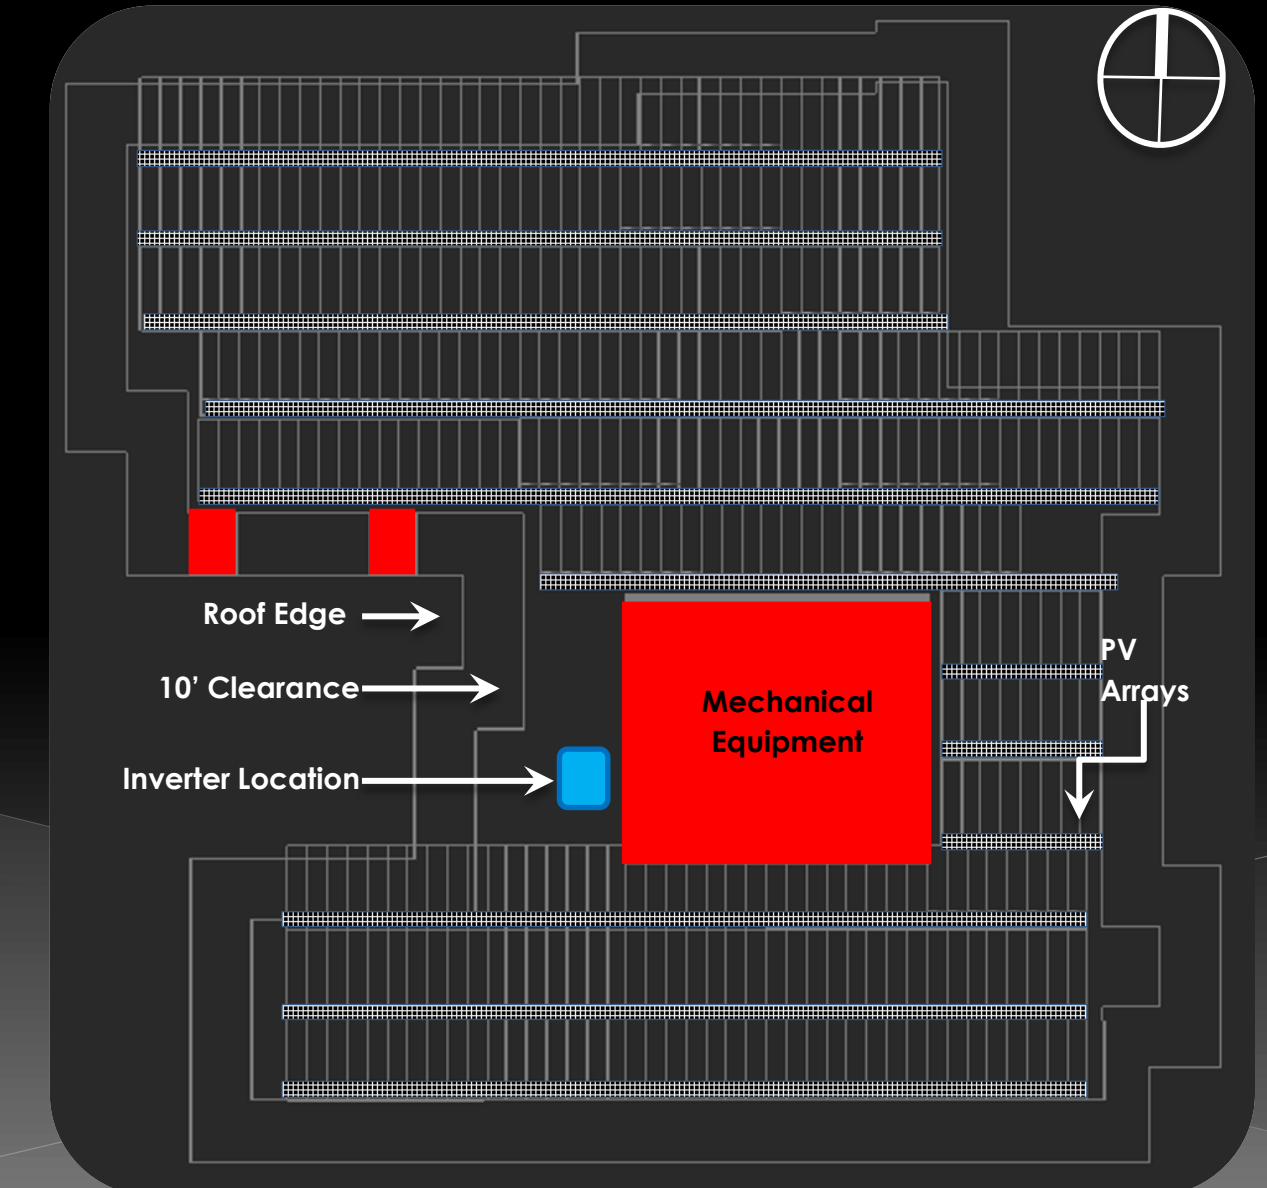 Roof Edge
10’ Clearance
Inverter Location
Mechanical
Equipment
PV
Arrays